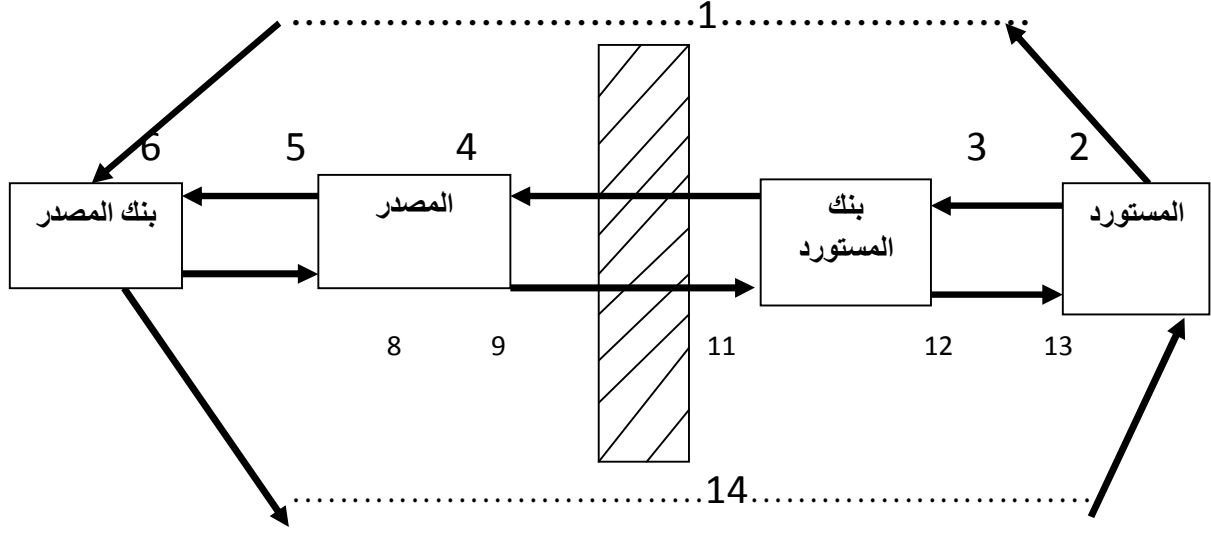 1
6 5 4 3 2
بنك المصدر
المصدر
بنك
المستورد
المستورد
8 9 11 12 13
14